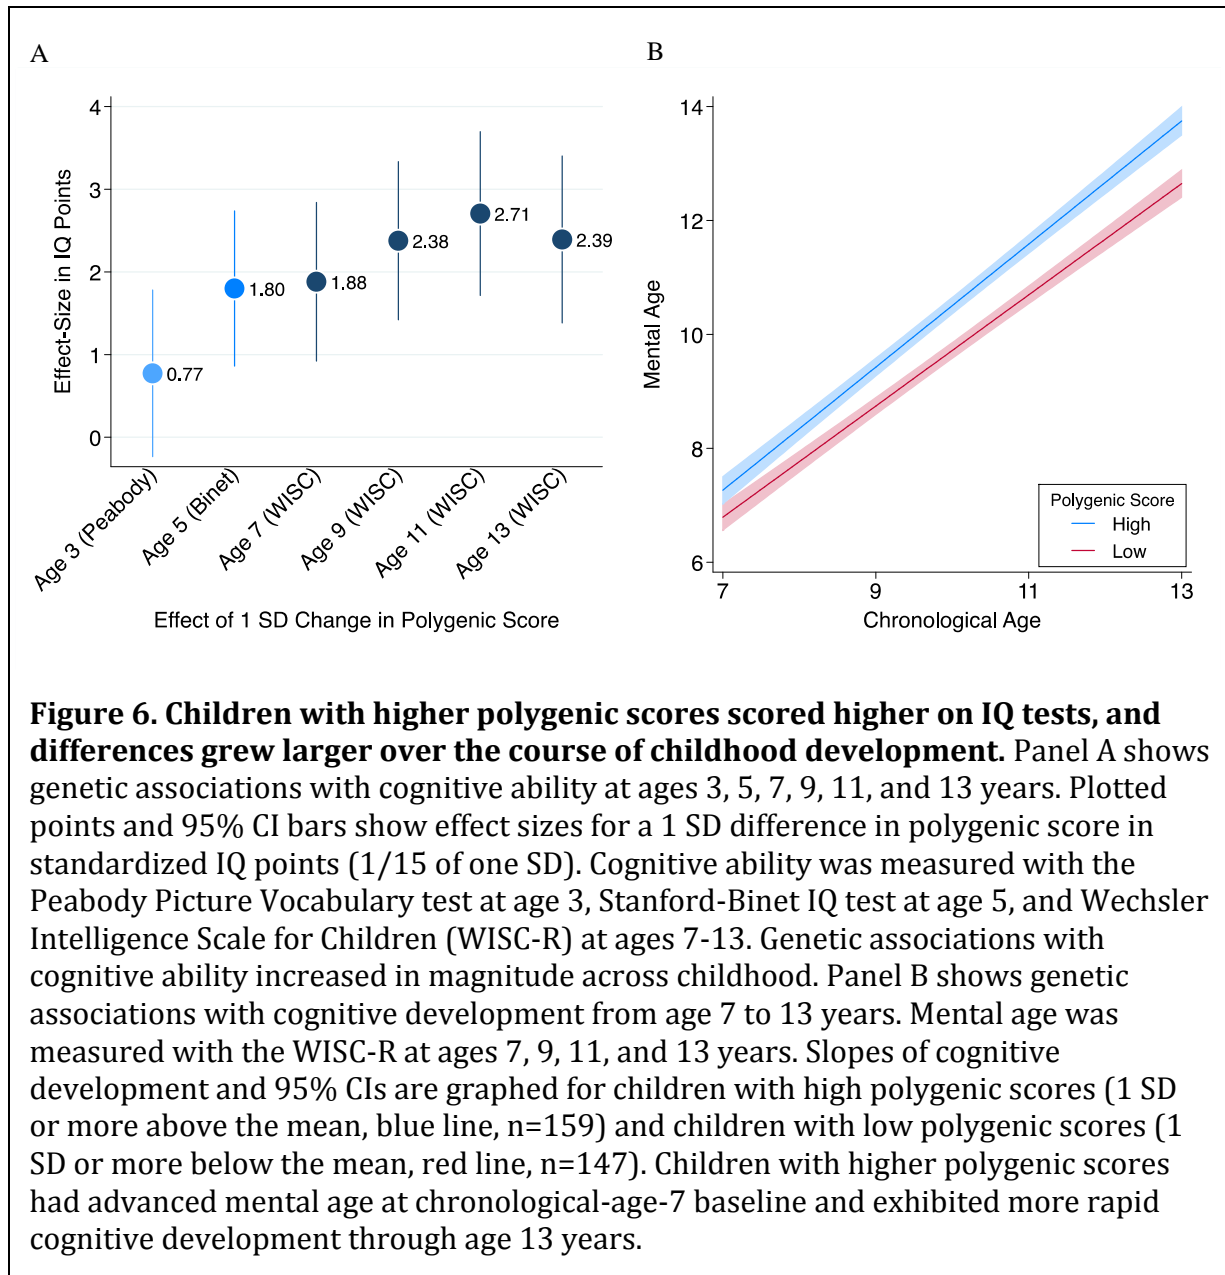 A
B
4
3
2
1
0
Effect-Size in IQ Points
0.77
1.80
1.88
2.38
2.71
2.39
Age 3 (Peabody)
Age 5 (Binet)
Age 7 (WISC)
Age 9 (WISC)
Age 11 (WISC)
Age 13 (WISC)
Effect of 1 SD Change in Polygenic Score
14
12
10
8
6
Mental Age
Polygenic Score
High
Low
7
9
11
13
Chronological Age
Figure 6. Children with higher polygenic scores scored higher on IQ tests, and
differences grew larger over the course of childhood development. Panel A shows
genetic associations with cognitive ability at ages 3, 5, 7, 9, 11, and 13 years. Plotted
points and 95% CI bars show effect sizes for a 1 SD difference in polygenic score in
standardized IQ points (1/15 of one SD). Cognitive ability was measured with the
Peabody Picture Vocabulary test at age 3, Stanford-Binet IQ test at age 5, and Wechsler
Intelligence Scale for Children (WISC-R) at ages 7-13. Genetic associations with
cognitive ability increased in magnitude across childhood. Panel B shows genetic
associations with cognitive development from age 7 to 13 years. Mental age was
measured with the WISC-R at ages 7, 9, 11, and 13 years. Slopes of cognitive
development and 95% CIs are graphed for children with high polygenic scores (1 SD
or more above the mean, blue line, n=159) and children with low polygenic scores (1
SD or more below the mean, red line, n=147). Children with higher polygenic scores
had advanced mental age at chronological-age-7 baseline and exhibited more rapid
cognitive development through age 13 years.